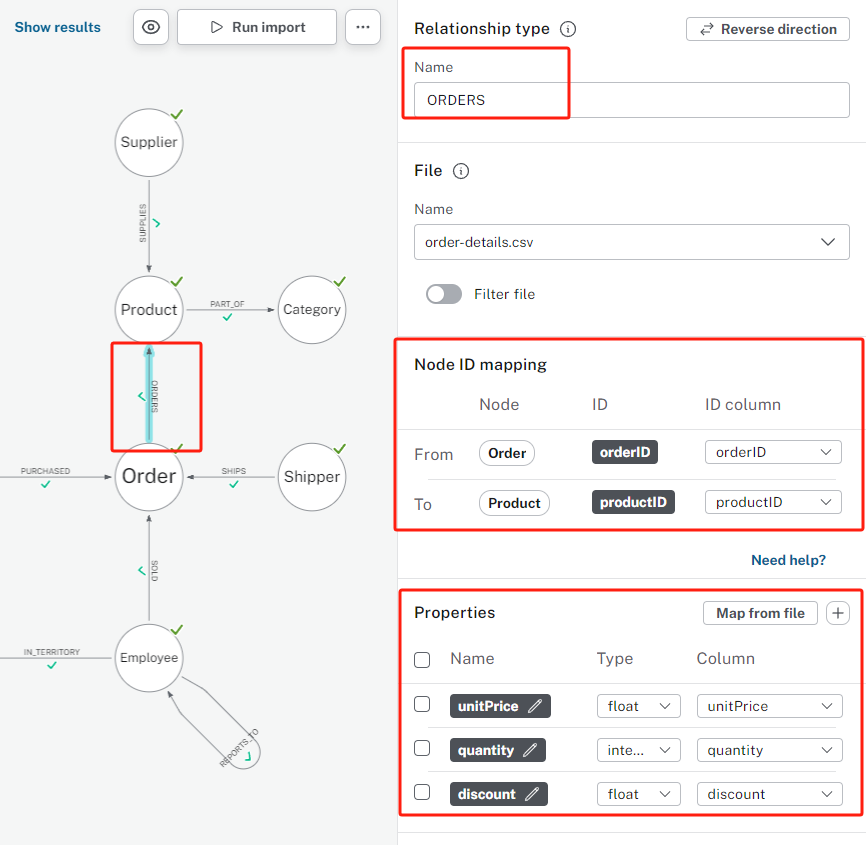 Show results
Run import
Supplier
SUPPLIES
Product
PART_OF
Category
ORDERS
PURCHASED
Order
SHIPS
Shipper
SOLD
IN_TERRITORY
Employee
REPORTS_TO
Relationship type
Reverse direction
Name
ORDERS
File
Name
order-details.csv
Filter file
Node ID mapping
Node ID ID column
From Order orderID orderID
To Product productID productID
Need help?
Properties Map from file
Name Type Column
unitPrice float unitPrice
quantity inte... quantity
discount float discount